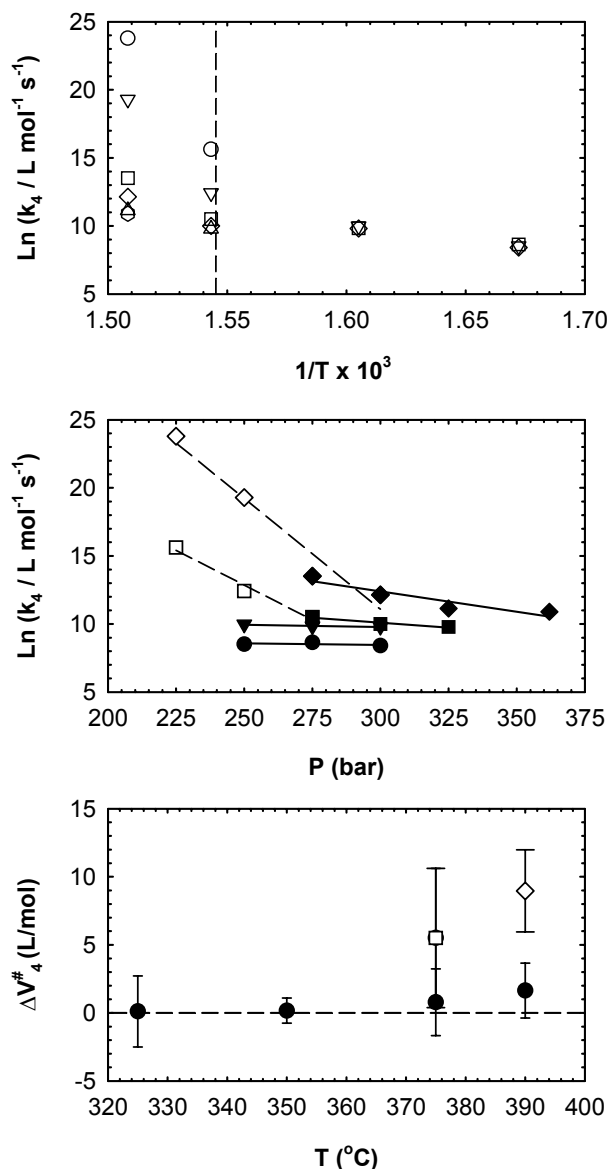 25
20
15
10
5
Ln (k₄ / L mol⁻¹ s⁻¹)
1.50 1.55 1.60 1.65 1.70
1/T x 10³
25
20
15
10
5
Ln (k₄ / L mol⁻¹ s⁻¹)
200 225 250 275 300 325 350 375
P (bar)
15
10
5
0
-5
ΔV#₄ (L/mol)
320 330 340 350 360 370 380 390 400
T (°C)